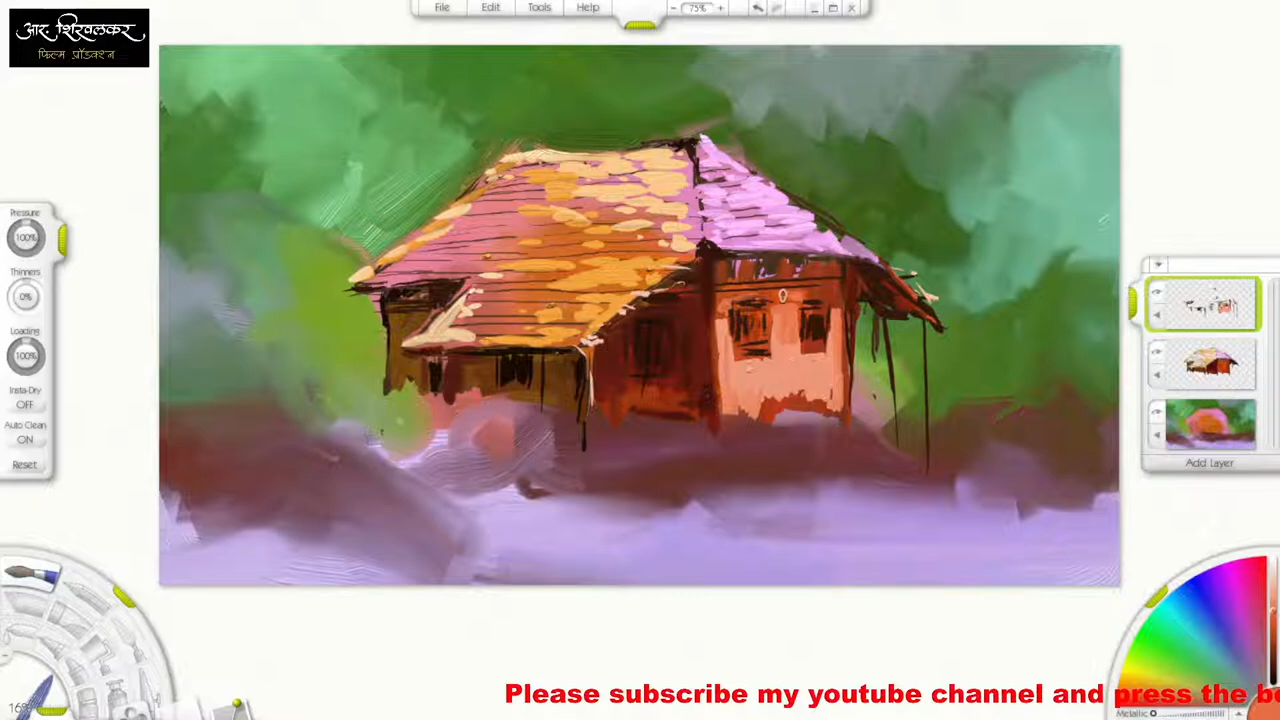 आर. शिरवलकर
फिल्म प्रॉडक्शन
File Edit Tools Help
− 75% +
Pressure
100%
Thinners
0%
Loading
100%
Insta-Dry
OFF
Auto Clean
ON
Reset
Add Layer
Metallic
Please subscribe my youtube channel and press the